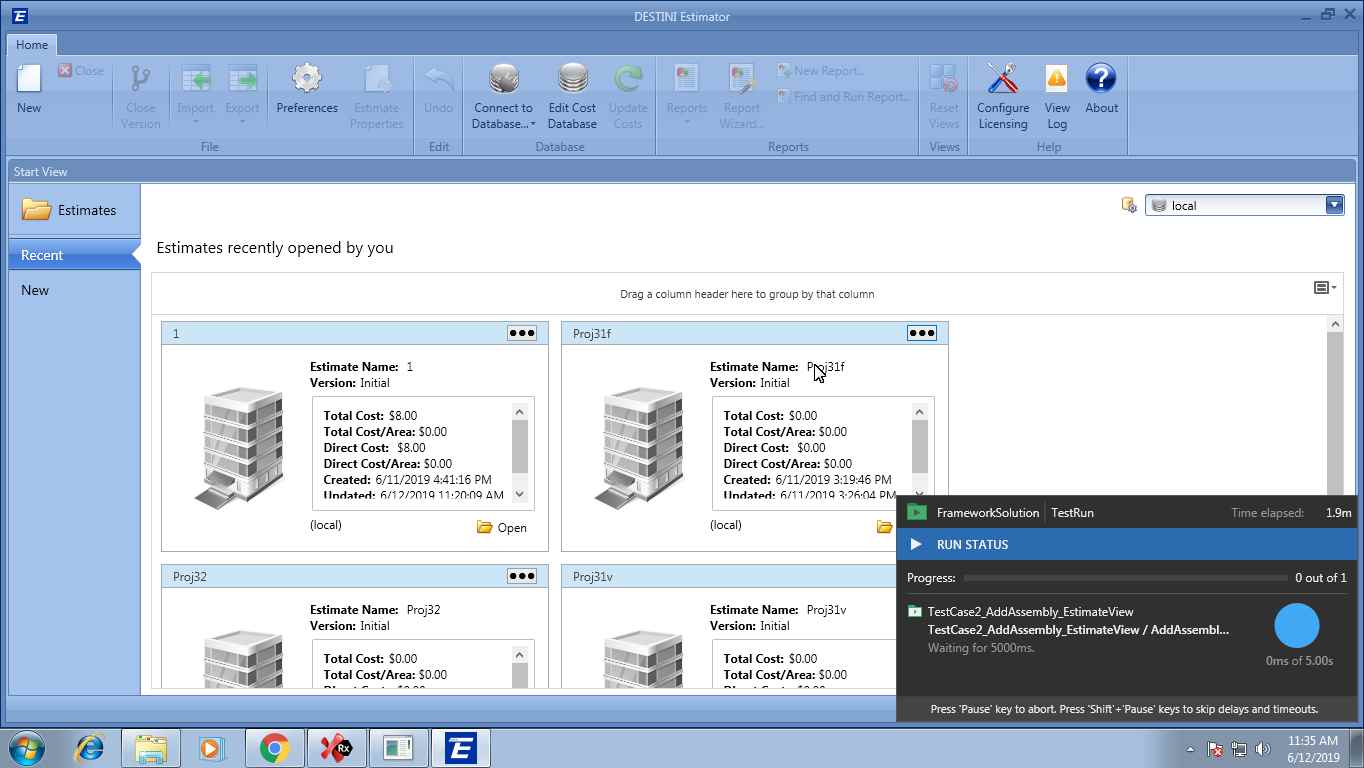 DESTINI Estimator
Home
New
Close
Close Version
Import
Export
Preferences
Estimate Properties
Undo
Connect to Database...
Edit Cost Database
Update Costs
Reports
Report Wizard...
New Report...
Find and Run Report...
Reset Views
Configure Licensing
View Log
About
File
Edit
Database
Reports
Views
Help
Start View
Estimates
Recent
New
local
Estimates recently opened by you
Drag a column header here to group by that column
1
Estimate Name: 1
Version: Initial
Total Cost: $8.00
Total Cost/Area: $0.00
Direct Cost: $8.00
Direct Cost/Area: $0.00
Created: 6/11/2019 4:41:16 PM
Updated: 6/12/2019 11:20:09 AM
(local)
Open
Proj31f
Estimate Name: Proj31f
Version: Initial
Total Cost: $0.00
Total Cost/Area: $0.00
Direct Cost: $0.00
Direct Cost/Area: $0.00
Created: 6/11/2019 3:19:46 PM
Updated: 6/11/2019 3:26:04 PM
(local)
Proj32
Estimate Name: Proj32
Version: Initial
Total Cost: $0.00
Total Cost/Area: $0.00
Proj31v
Estimate Name: Proj31v
Version: Initial
Total Cost: $0.00
Total Cost/Area: $0.00
FrameworkSolution TestRun Time elapsed: 1.9m
RUN STATUS
Progress: 0 out of 1
TestCase2_AddAssembly_EstimateView
TestCase2_AddAssembly_EstimateView / AddAssembl...
Waiting for 5000ms.
0ms of 5.00s
Press 'Pause' key to abort. Press 'Shift'+'Pause' keys to skip delays and timeouts.
Rx
E
11:35 AM
6/12/2019